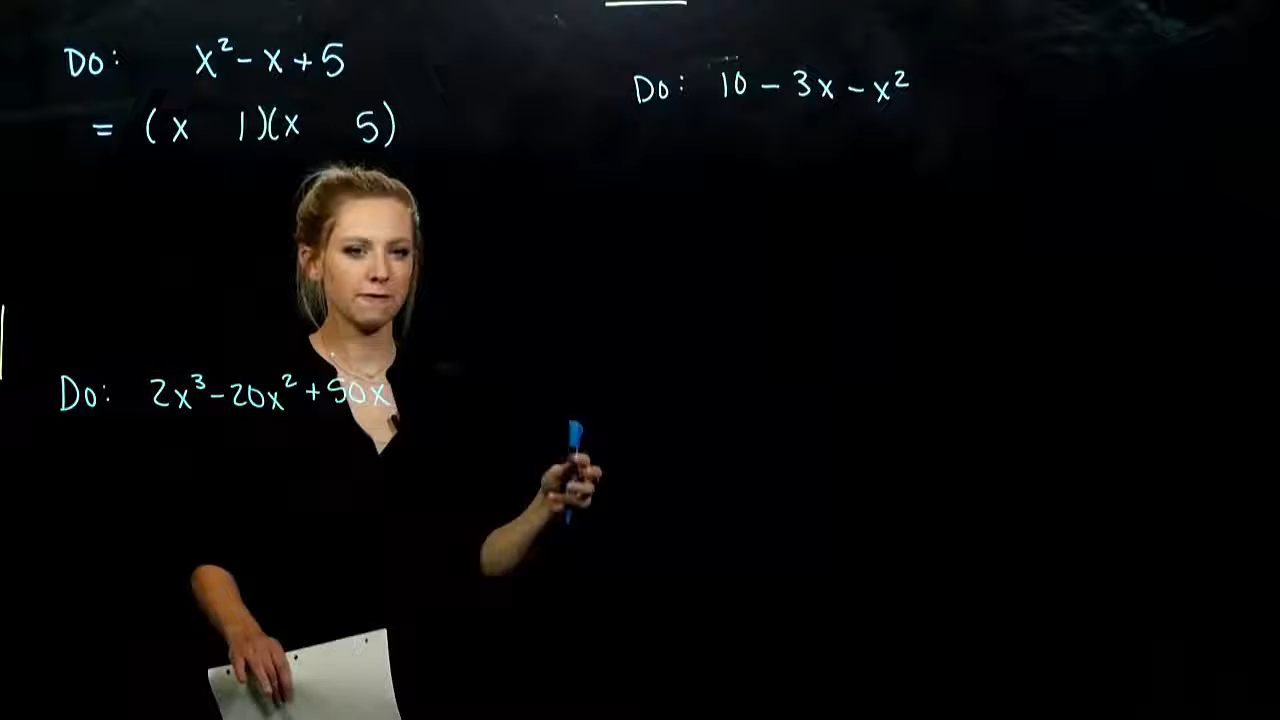 Do: x² - x + 5
= (x 1)(x 5)
Do: 2x³ - 20x² + 50x
Do: 10 - 3x - x²